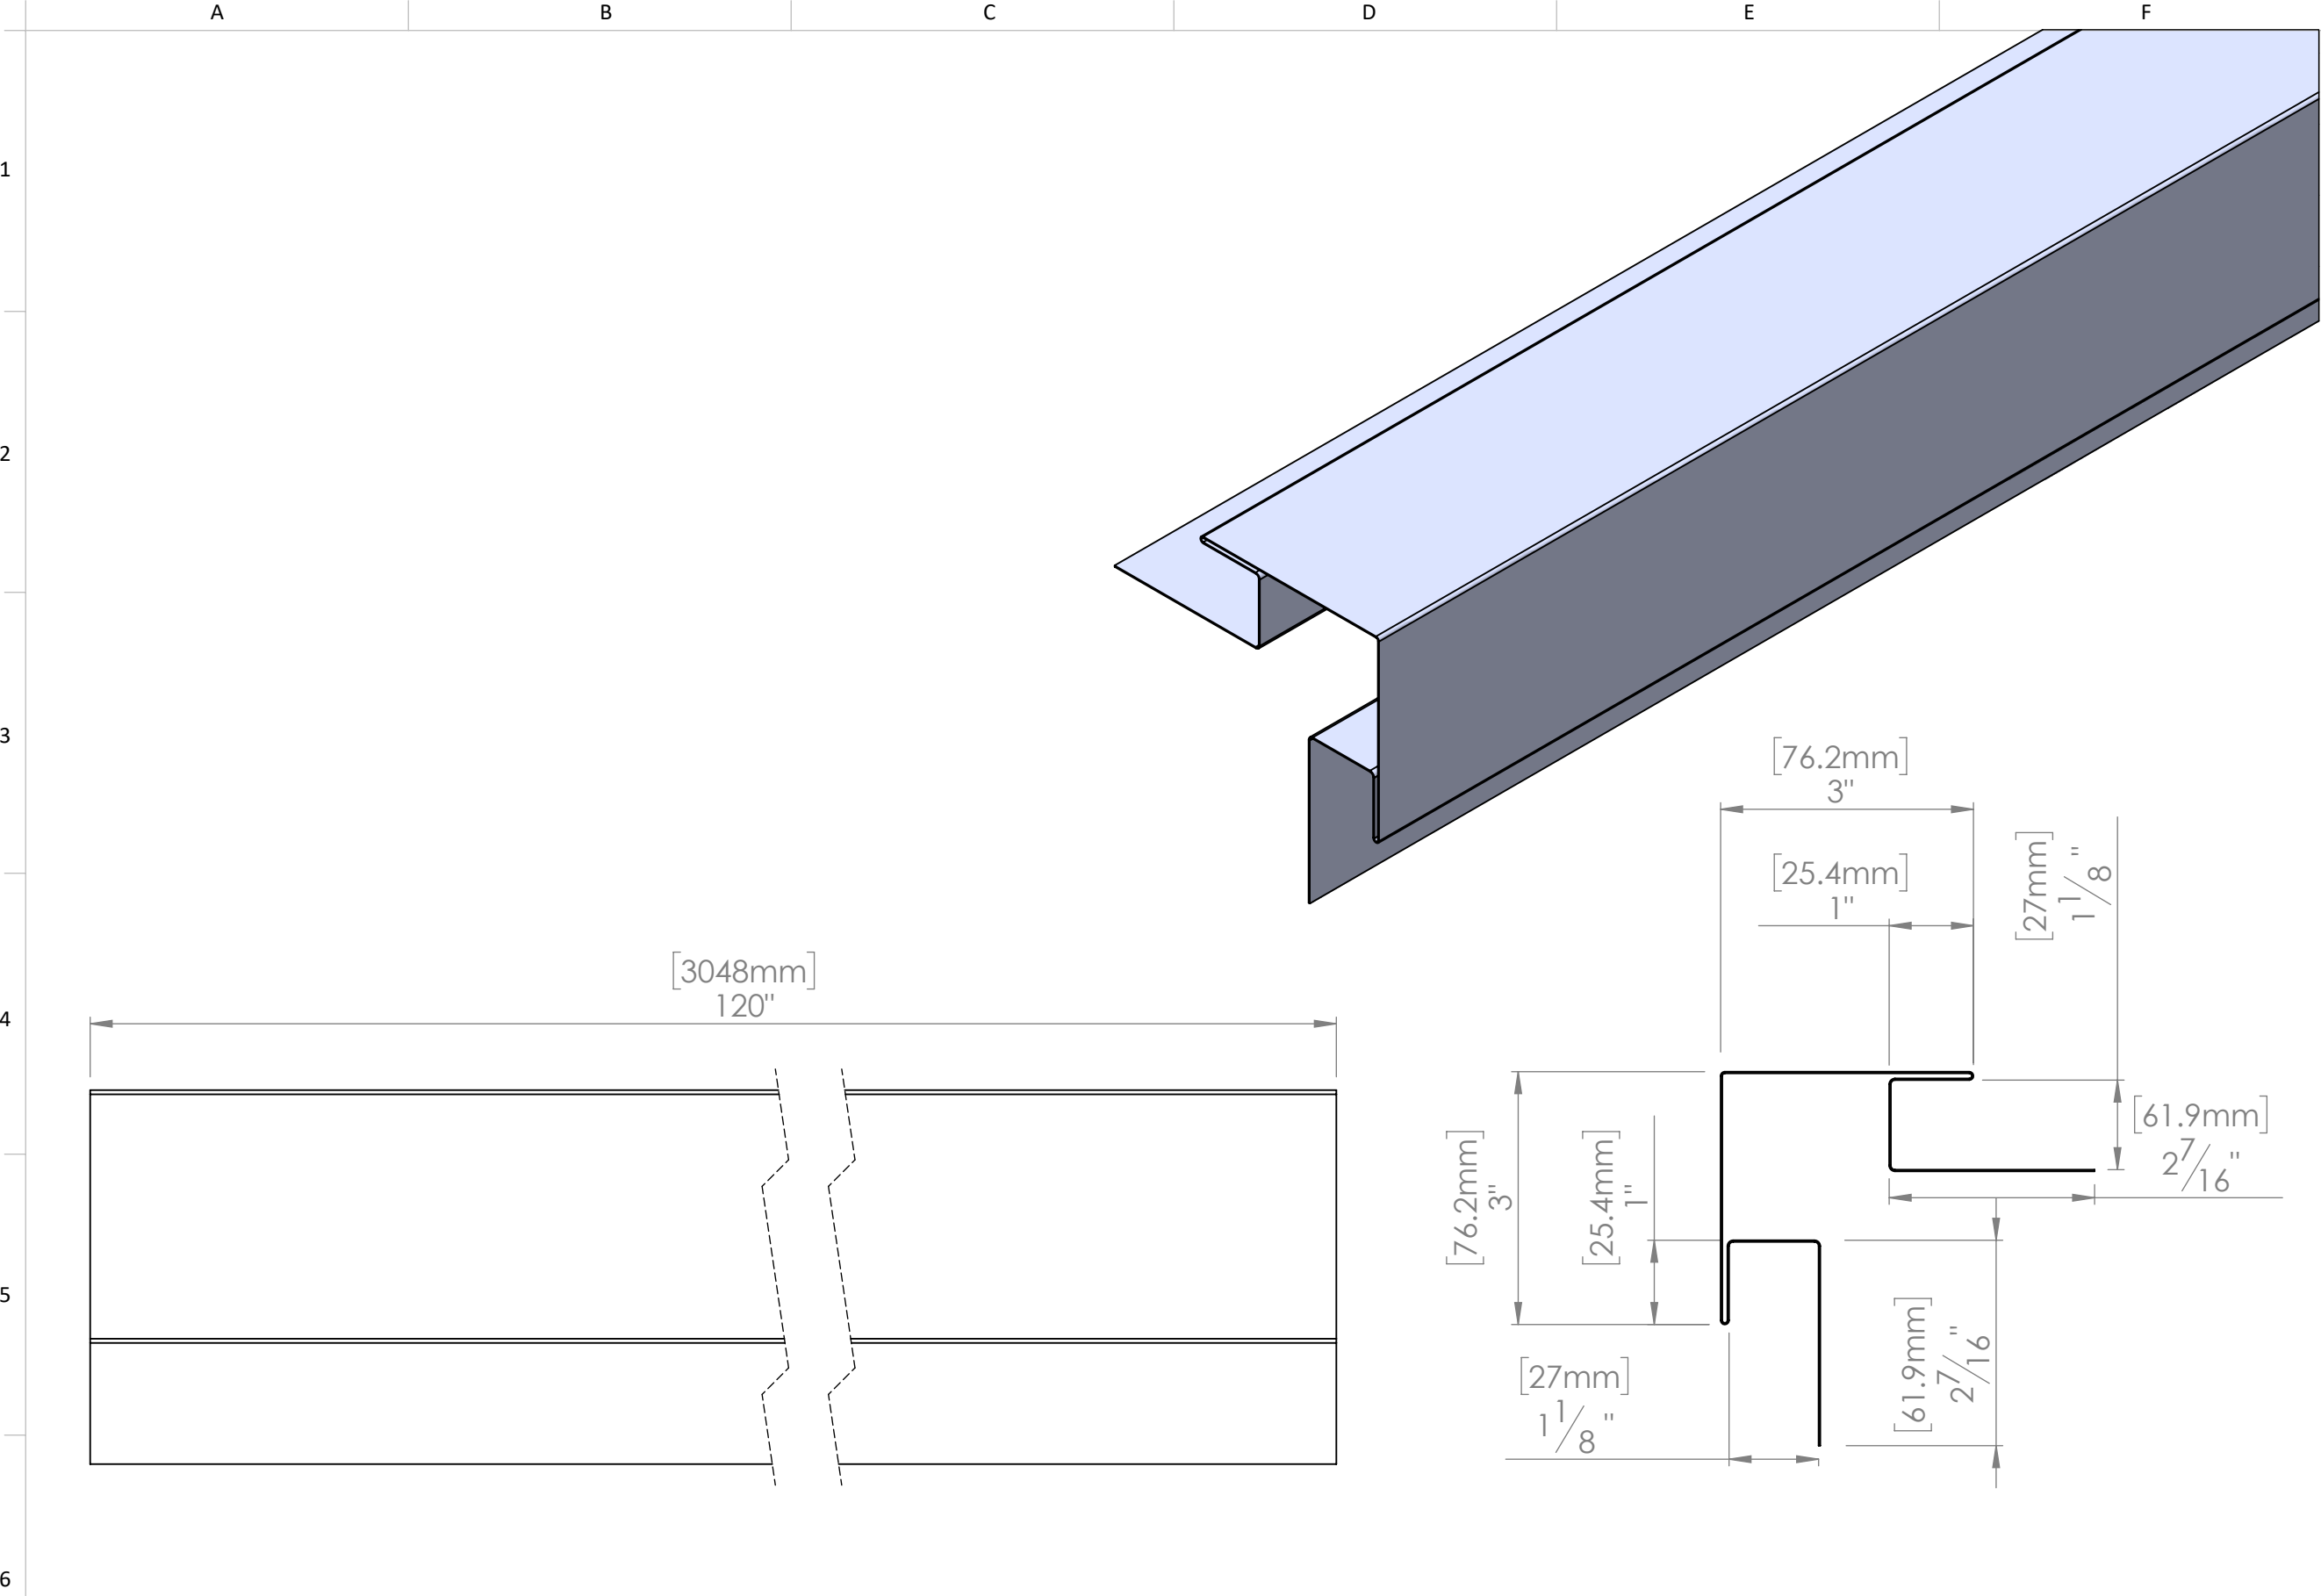 A
B
C
D
E
F
1
2
3
4
5
6
[76.2mm]
3"
[25.4mm]
1"
[27mm]
1 1/8"
[3048mm]
120"
[61.9mm]
2 7/16"
[76.2mm]
3"
[25.4mm]
1"
[27mm]
1 1/8"
[61.9mm]
2 7/16"